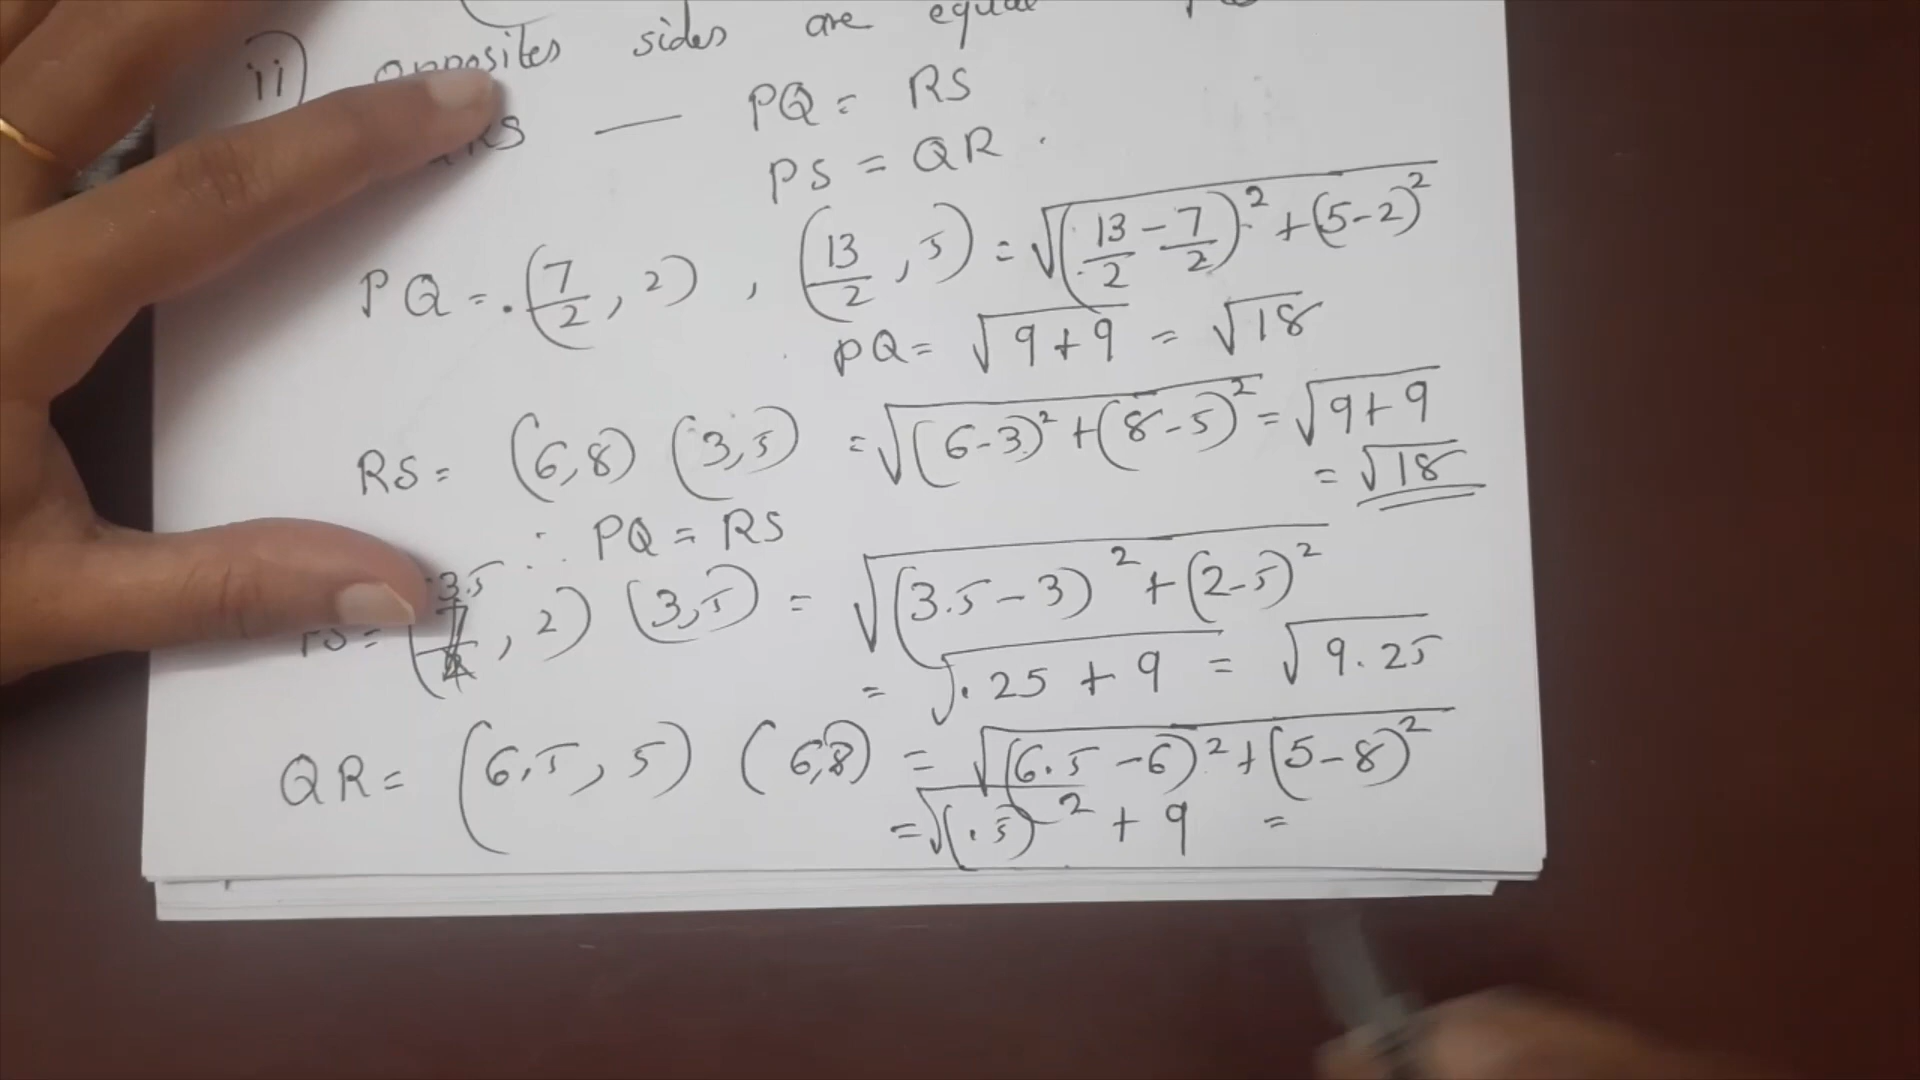 ii) opposites sides are equal
RS — PQ = RS
PS = QR .
PQ = . (7/2, 2) , (13/2, 5) = √(13/2 - 7/2)² + (5-2)²
PQ = √9+9 = √18
RS = (6,8) (3,5) = √(6-3)² + (8-5)² = √9+9
= √18
∴ PQ = RS
3.5
, 2) (3,5) = √(3.5-3)² + (2-5)²
= √.25 + 9 = √9.25
QR = (6.5, 5) (6,8) = √(6.5-6)² + (5-8)²
= √(.5)² + 9 =